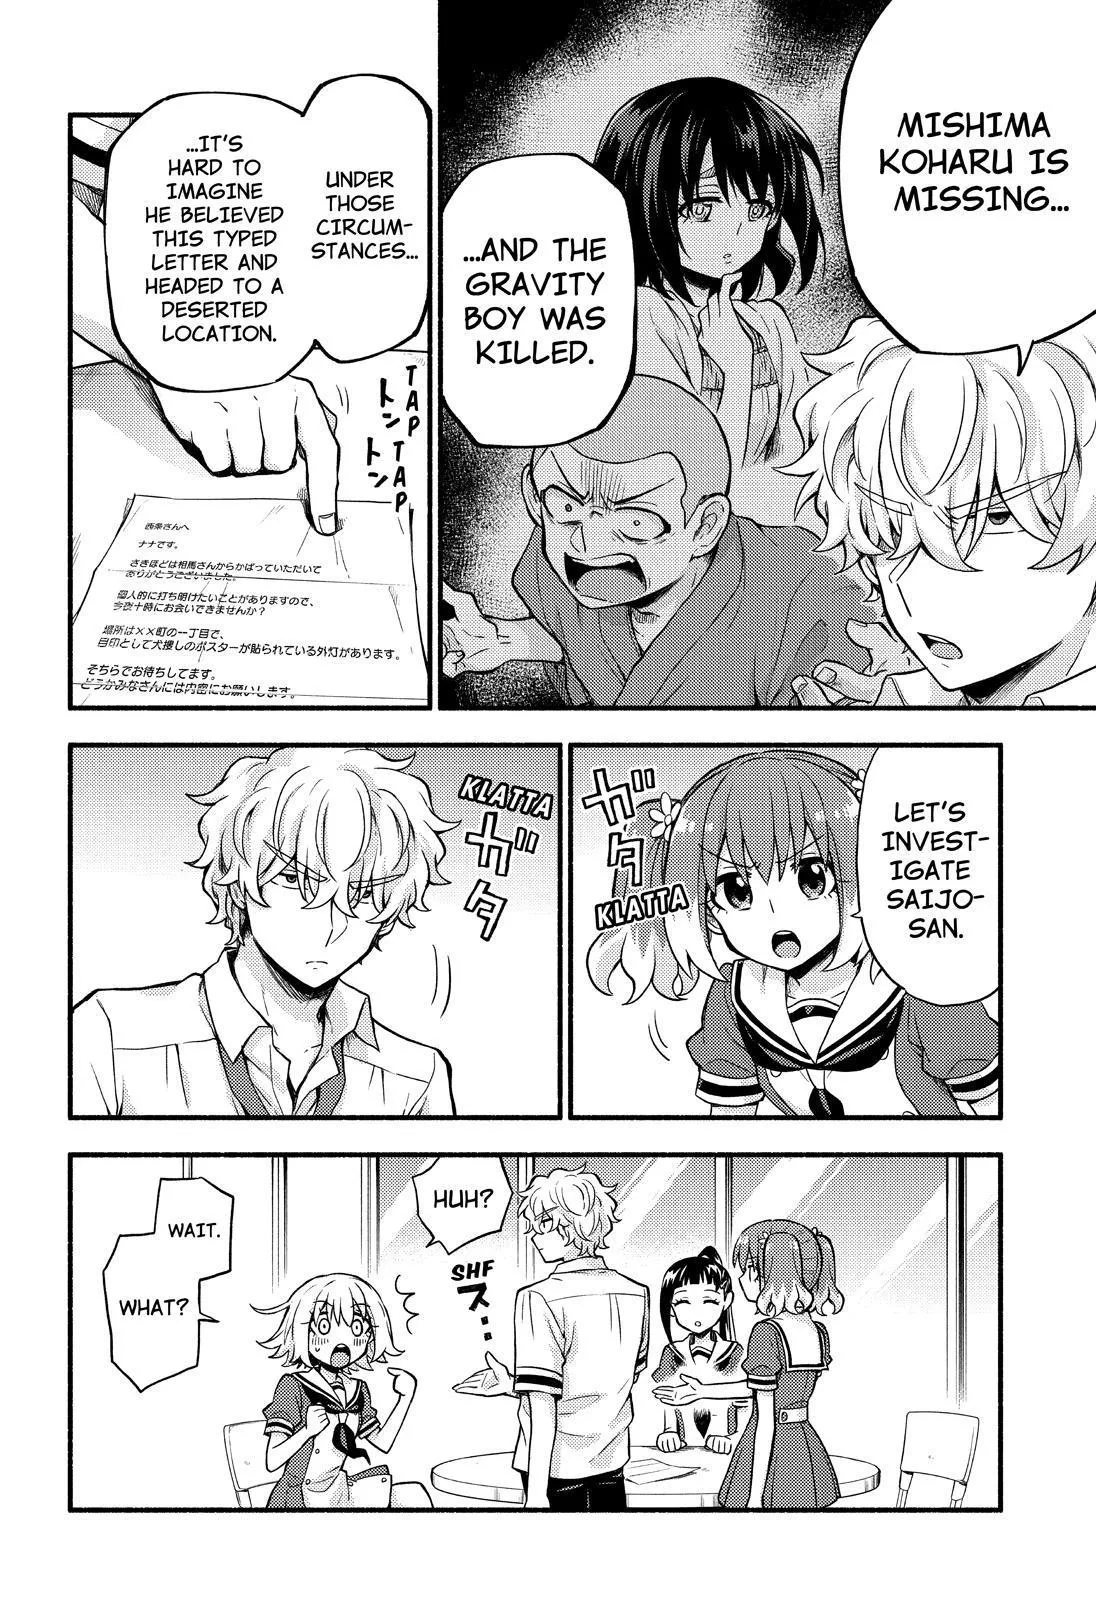 MISHIMA
KOHARU IS
MISSING...
...AND THE
GRAVITY
BOY WAS
KILLED.
UNDER
THOSE
CIRCUM-
STANCES...
...IT'S
HARD TO
IMAGINE
HE BELIEVED
THIS TYPED
LETTER AND
HEADED TO A
DESERTED
LOCATION.
TAP TAP
トントン
西条さんへ
ナナです。
さきほどは相馬さんからかばっていただいて
ありがとうございました。
個人的に打ち明けたいことがありますので、
今夜十時にお会いできませんか?
場所は××町の一丁目で、
目印として犬捜しのポスターが貼られている外灯があります。
そちらでお待ちしてます。
どうかみなさんには内密にお願いします。
LET'S
INVEST-
IGATE
SAIJO-
SAN.
ガタ
KLATTA
KLATTA
ガタ
HUH?
SHF
ス..
WAIT.
WHAT?